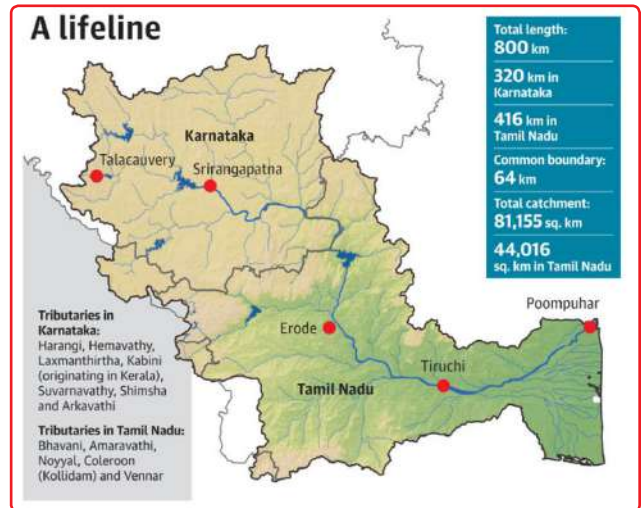 A lifeline
Total length:
800 km
320 km in
Karnataka
416 km in
Tamil Nadu
Common boundary:
64 km
Total catchment:
81,155 sq. km
44,016
sq. km in Tamil Nadu
Karnataka
Talacauvery
Srirangapatna
Poompuhar
Erode
Tiruchi
Tamil Nadu
Tributaries in
Karnataka:
Harangi, Hemavathy,
Laxmanthirtha, Kabini
(originating in Kerala),
Suvarnavathy, Shimsha
and Arkavathi
Tributaries in Tamil Nadu:
Bhavani, Amaravathi,
Noyyal, Coleroon
(Kollidam) and Vennar